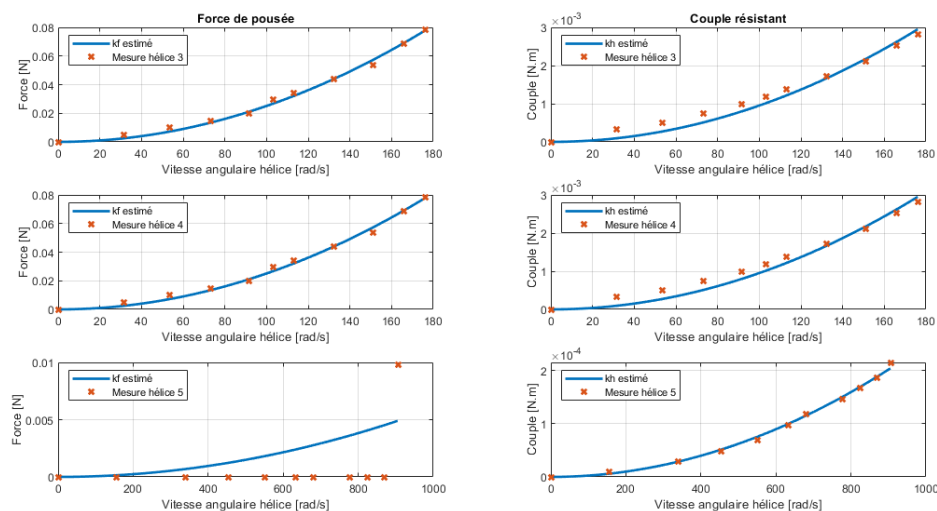 Force de pousée
Couple résistant
0.08
0.06
0.04
0.02
0
Force [N]
kf estimé
Mesure hélice 3
0 20 40 60 80 100 120 140 160 180
Vitesse angulaire hélice [rad/s]
×10⁻³
3
2
1
0
Couple [N.m]
kh estimé
Mesure hélice 3
0 20 40 60 80 100 120 140 160 180
Vitesse angulaire hélice [rad/s]
0.08
0.06
0.04
0.02
0
Force [N]
kf estimé
Mesure hélice 4
0 20 40 60 80 100 120 140 160 180
Vitesse angulaire hélice [rad/s]
×10⁻³
3
2
1
0
Couple [N.m]
kh estimé
Mesure hélice 4
0 20 40 60 80 100 120 140 160 180
Vitesse angulaire hélice [rad/s]
0.01
0.005
0
Force [N]
kf estimé
Mesure hélice 5
0 200 400 600 800 1000
Vitesse angulaire hélice [rad/s]
×10⁻⁴
2
1
0
Couple [N.m]
kh estimé
Mesure hélice 5
0 200 400 600 800 1000
Vitesse angulaire hélice [rad/s]